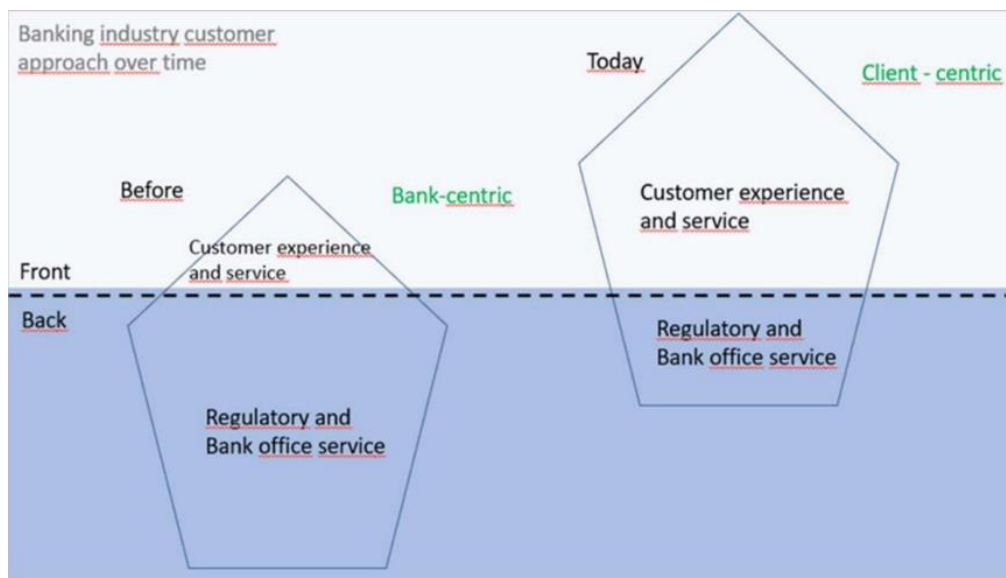 Banking industry customer
approach over time
Today
Client - centric
Before
Bank-centric
Customer experience
and service
Customer experience
and service
Front
Back
Regulatory and
Bank office service
Regulatory and
Bank office service